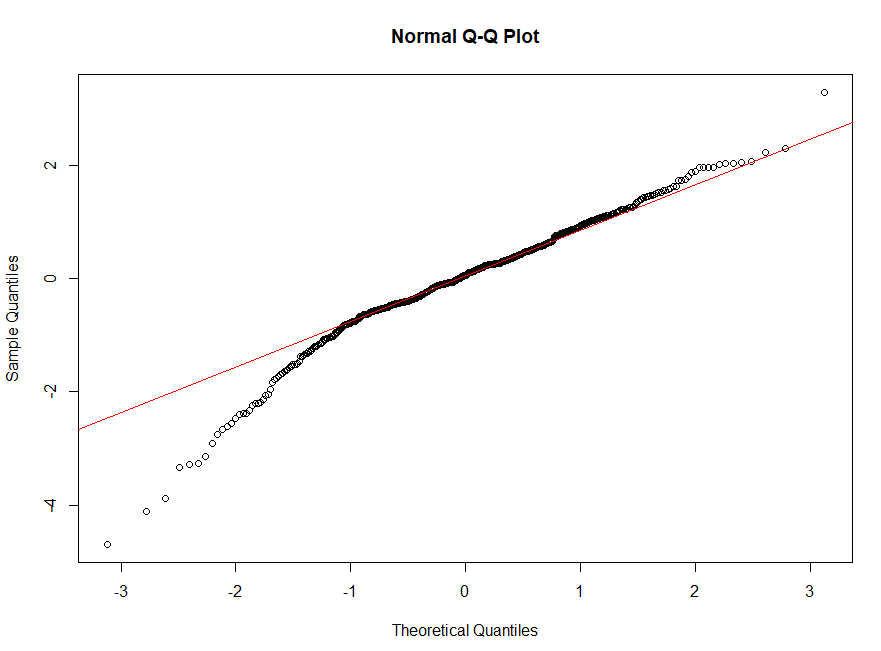 Normal Q-Q Plot
2
0
-2
-4
Sample Quantiles
-3 -2 -1 0 1 2 3
Theoretical Quantiles